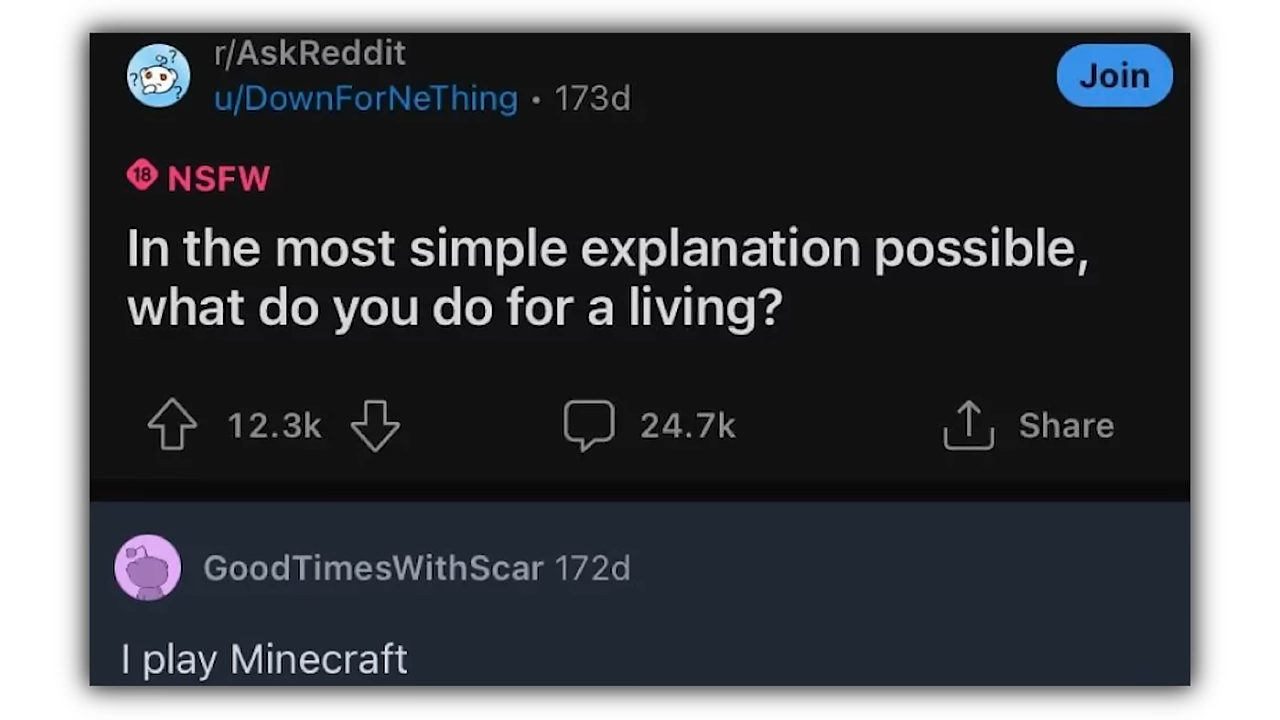 r/AskReddit
u/DownForNeThing • 173d
Join
18 NSFW
In the most simple explanation possible,
what do you do for a living?
12.3k
24.7k
Share
GoodTimesWithScar 172d
I play Minecraft